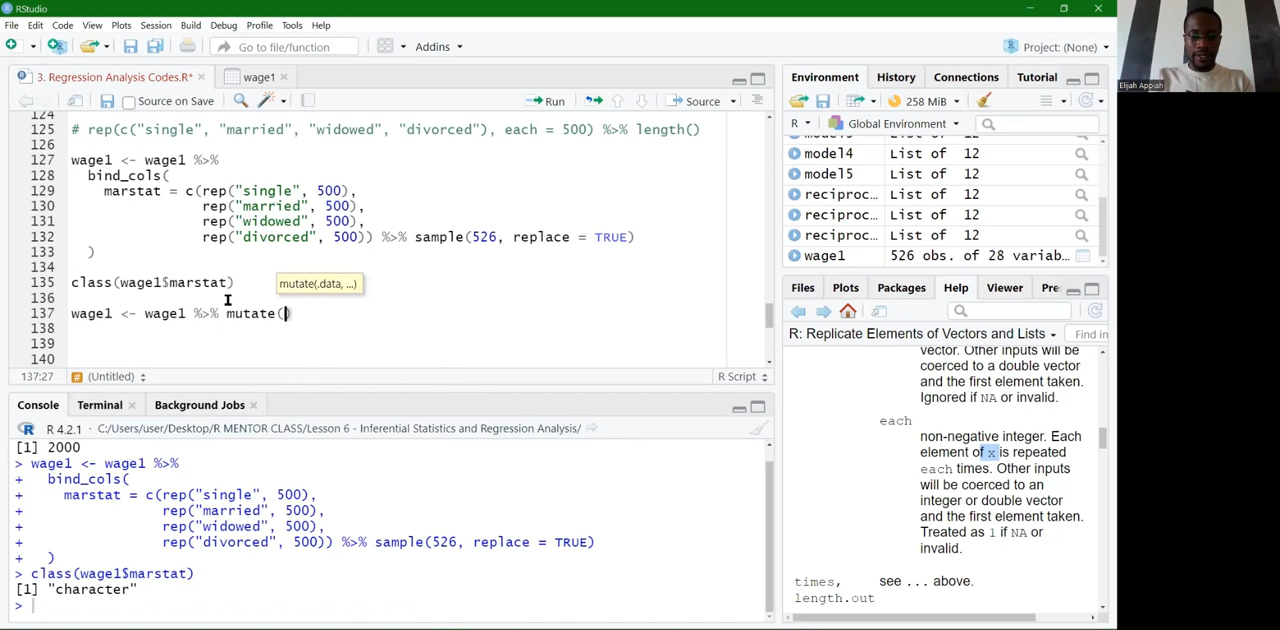 RStudio
File Edit Code View Plots Session Build Debug Profile Tools Help
Go to file/function
Addins
Project: (None)
3. Regression Analysis Codes.R*
wage1
Source on Save
Run
Source
124
125 # rep(c("single", "married", "widowed", "divorced"), each = 500) %>% length()
126
127 wage1 <- wage1 %>%
128 bind_cols(
129 marstat = c(rep("single", 500),
130 rep("married", 500),
131 rep("widowed", 500),
132 rep("divorced", 500)) %>% sample(526, replace = TRUE)
133 )
134
135 class(wage1$marstat)
mutate(.data, ...)
136
137 wage1 <- wage1 %>% mutate()
138
139
140
137:27 # (Untitled) R Script
Console Terminal Background Jobs
R 4.2.1 · C:/Users/user/Desktop/R MENTOR CLASS/Lesson 6 - Inferential Statistics and Regression Analysis/
[1] 2000
> wage1 <- wage1 %>%
+ bind_cols(
+ marstat = c(rep("single", 500),
+ rep("married", 500),
+ rep("widowed", 500),
+ rep("divorced", 500)) %>% sample(526, replace = TRUE)
+ )
> class(wage1$marstat)
[1] "character"
>
Environment History Connections Tutorial
258 MiB
R Global Environment
model4 List of 12
model5 List of 12
reciproc… List of 12
reciproc… List of 12
reciproc… List of 12
wage1 526 obs. of 28 variab…
Files Plots Packages Help Viewer Pre
R: Replicate Elements of Vectors and Lists Find in
vector. Other inputs will be
coerced to a double vector
and the first element taken.
Ignored if NA or invalid.
each
non-negative integer. Each
element of x is repeated
each times. Other inputs
will be coerced to an
integer or double vector
and the first element taken.
Treated as 1 if NA or
invalid.
times, see ... above.
length.out
Elijah Appiah